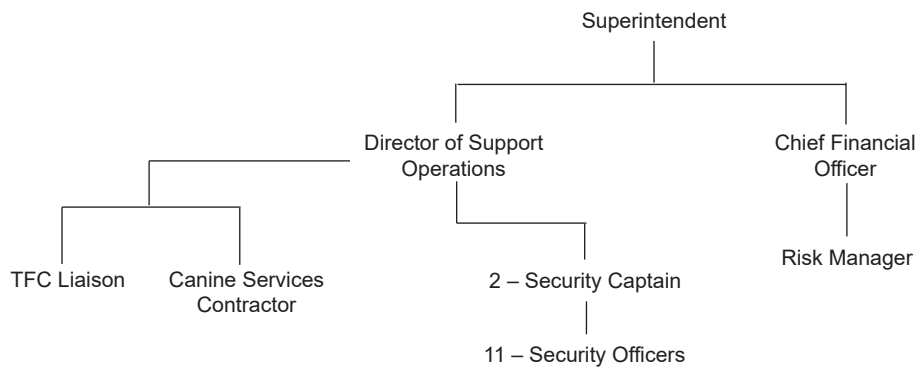 Superintendent
Director of Support
Operations
Chief Financial
Officer
TFC Liaison
Canine Services
Contractor
2 – Security Captain
Risk Manager
11 – Security Officers